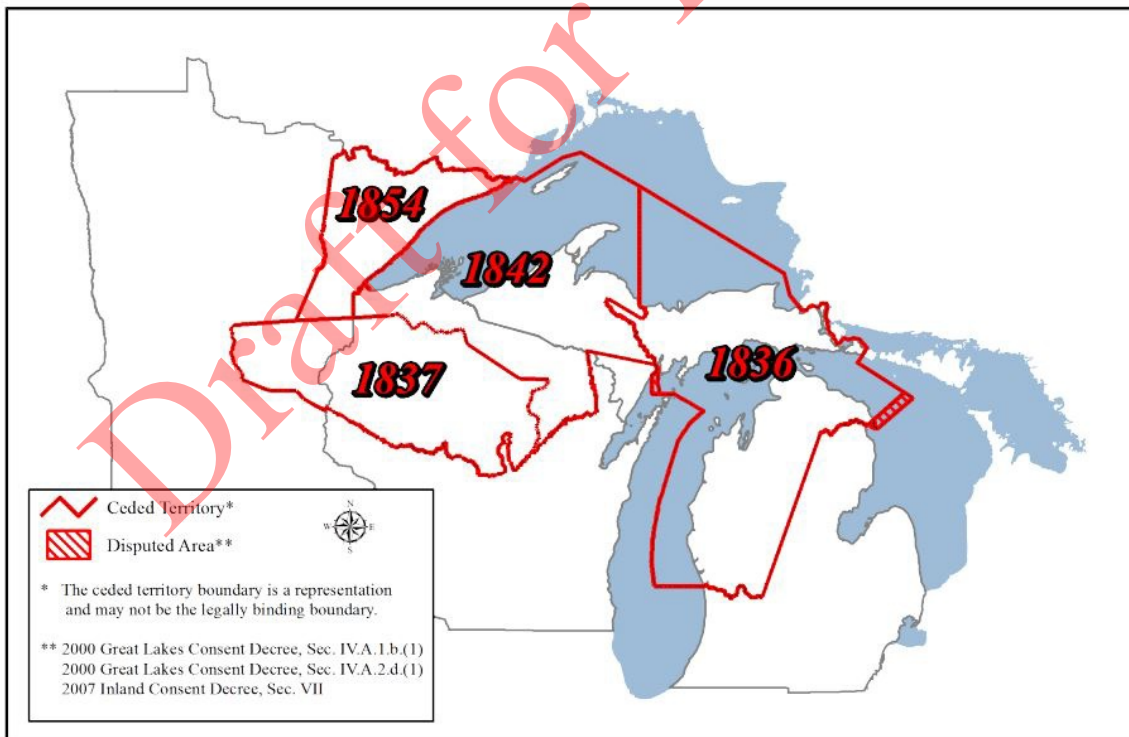 Draft for
1854
1842
1836
1837
Ceded Territory*
Disputed Area**
N
W E
S
* The ceded territory boundary is a representation
and may not be the legally binding boundary.
** 2000 Great Lakes Consent Decree, Sec. IV.A.1.b.(1)
2000 Great Lakes Consent Decree, Sec. IV.A.2.d.(1)
2007 Inland Consent Decree, Sec. VII